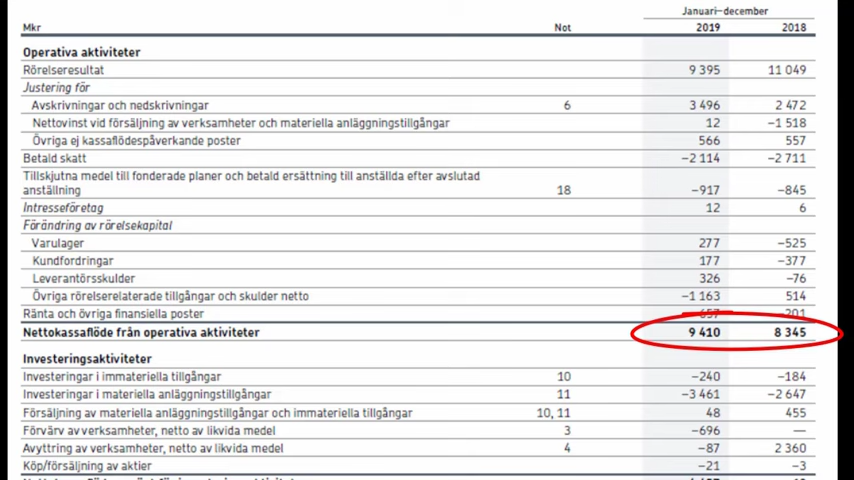 Januari–december
Mkr Not 2019 2018
Operativa aktiviteter
Rörelseresultat 9 395 11 049
Justering för
Avskrivningar och nedskrivningar 6 3 496 2 472
Nettovinst vid försäljning av verksamheter och materiella anläggningstillgångar 12 –1 518
Övriga ej kassaflödespåverkande poster 566 557
Betald skatt –2 114 –2 711
Tillskjutna medel till fonderade planer och betald ersättning till anställda efter avslutad
anställning 18 –917 –845
Intresseföretag 12 6
Förändring av rörelsekapital
Varulager 277 –525
Kundfordringar 177 –377
Leverantörsskulder 326 –76
Övriga rörelserelaterade tillgångar och skulder netto –1 163 514
Ränta och övriga finansiella poster –657 –201
Nettokassaflöde från operativa aktiviteter 9 410 8 345
Investeringsaktiviteter
Investeringar i immateriella tillgångar 10 –240 –184
Investeringar i materiella anläggningstillgångar 11 –3 461 –2 647
Försäljning av materiella anläggningstillgångar och immateriella tillgångar 10, 11 48 455
Förvärv av verksamheter, netto av likvida medel 3 –696 —
Avyttring av verksamheter, netto av likvida medel 4 –87 2 360
Köp/försäljning av aktier –21 –3